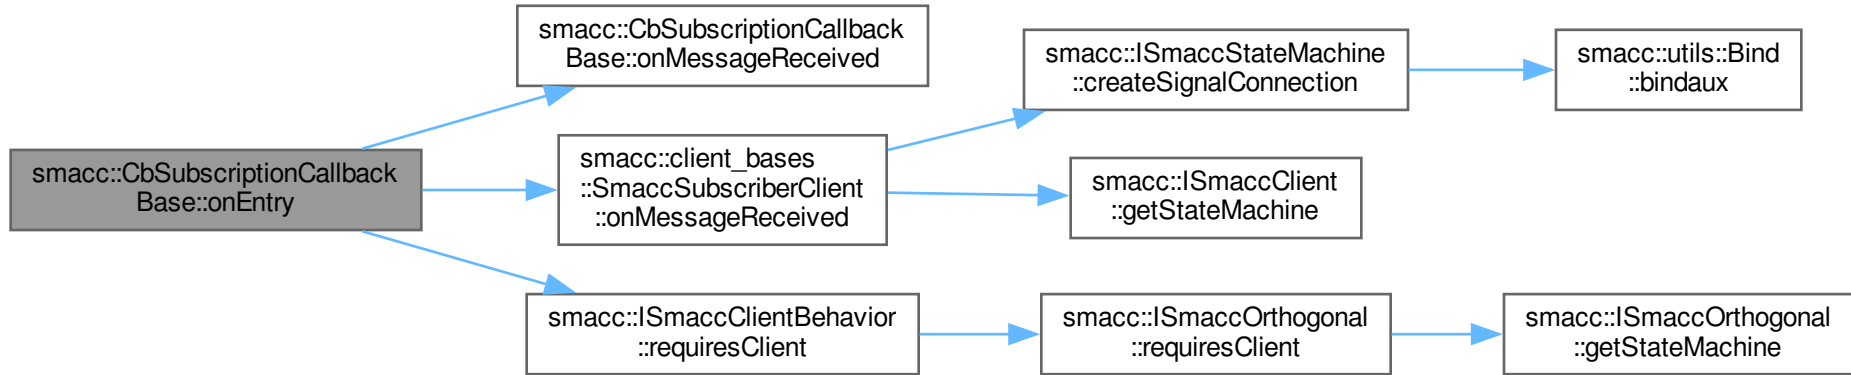 smacc::CbSubscriptionCallback
Base::onEntry
smacc::CbSubscriptionCallback
Base::onMessageReceived
smacc::client_bases
::SmaccSubscriberClient
::onMessageReceived
smacc::ISmaccClientBehavior
::requiresClient
smacc::ISmaccStateMachine
::createSignalConnection
smacc::ISmaccClient
::getStateMachine
smacc::ISmaccOrthogonal
::requiresClient
smacc::utils::Bind
::bindaux
smacc::ISmaccOrthogonal
::getStateMachine